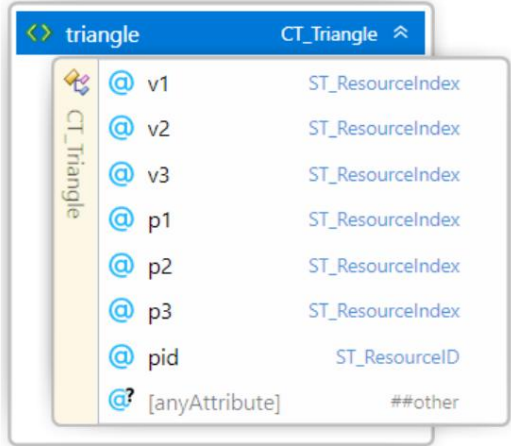 triangle CT_Triangle
CT_Triangle
@ v1 ST_ResourceIndex
@ v2 ST_ResourceIndex
@ v3 ST_ResourceIndex
@ p1 ST_ResourceIndex
@ p2 ST_ResourceIndex
@ p3 ST_ResourceIndex
@ pid ST_ResourceID
@? [anyAttribute] ##other